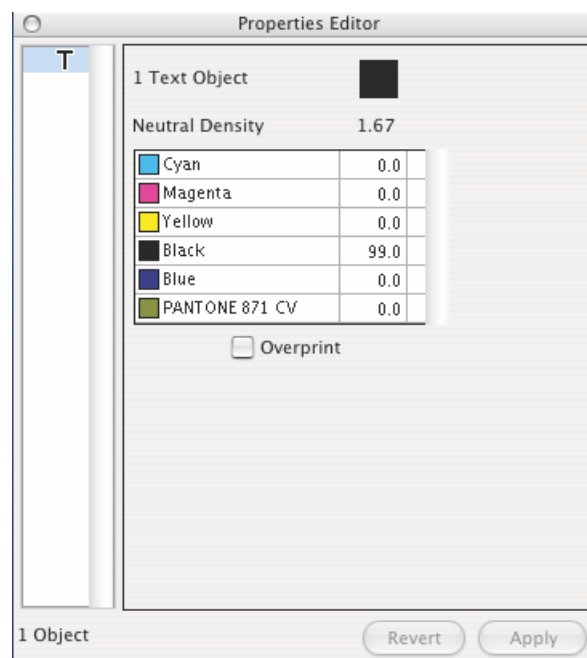 Properties Editor
T
1 Text Object
Neutral Density 1.67
Cyan 0.0
Magenta 0.0
Yellow 0.0
Black 99.0
Blue 0.0
PANTONE 871 CV 0.0
Overprint
1 Object
Revert Apply